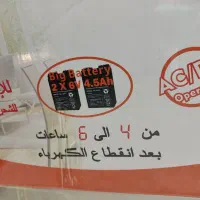 Big Battery
2 X 6V 4.5Ah
AC/
Oper
من 4 الى 6 ساعات
بعد انقطاع الكهرباء